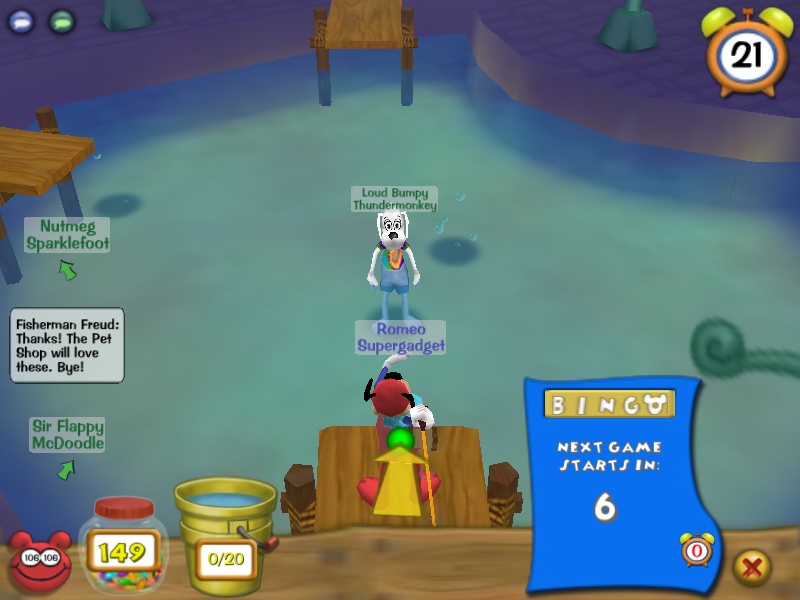 21
Loud Bumpy
Thundermonkey
Nutmeg
Sparklefoot
Fisherman Freud:
Thanks! The Pet
Shop will love
these. Bye!
Romeo
Supergadget
Sir Flappy
McDoodle
BINGO
NEXT GAME
STARTS IN:
6
0
106 106
149
0/20